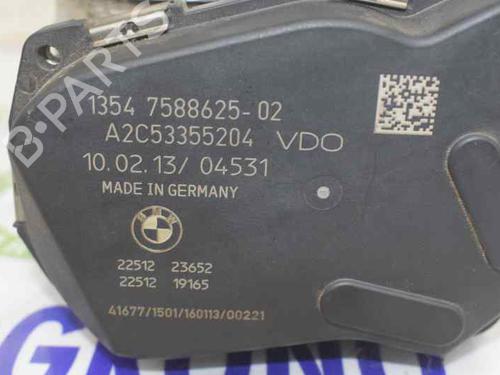 1354 7588625-02
A2C53355204 VDO
10.02.13/ 04531
MADE IN GERMANY
BMW
22512 23652
22512 19165
41677/1501/160113/00221